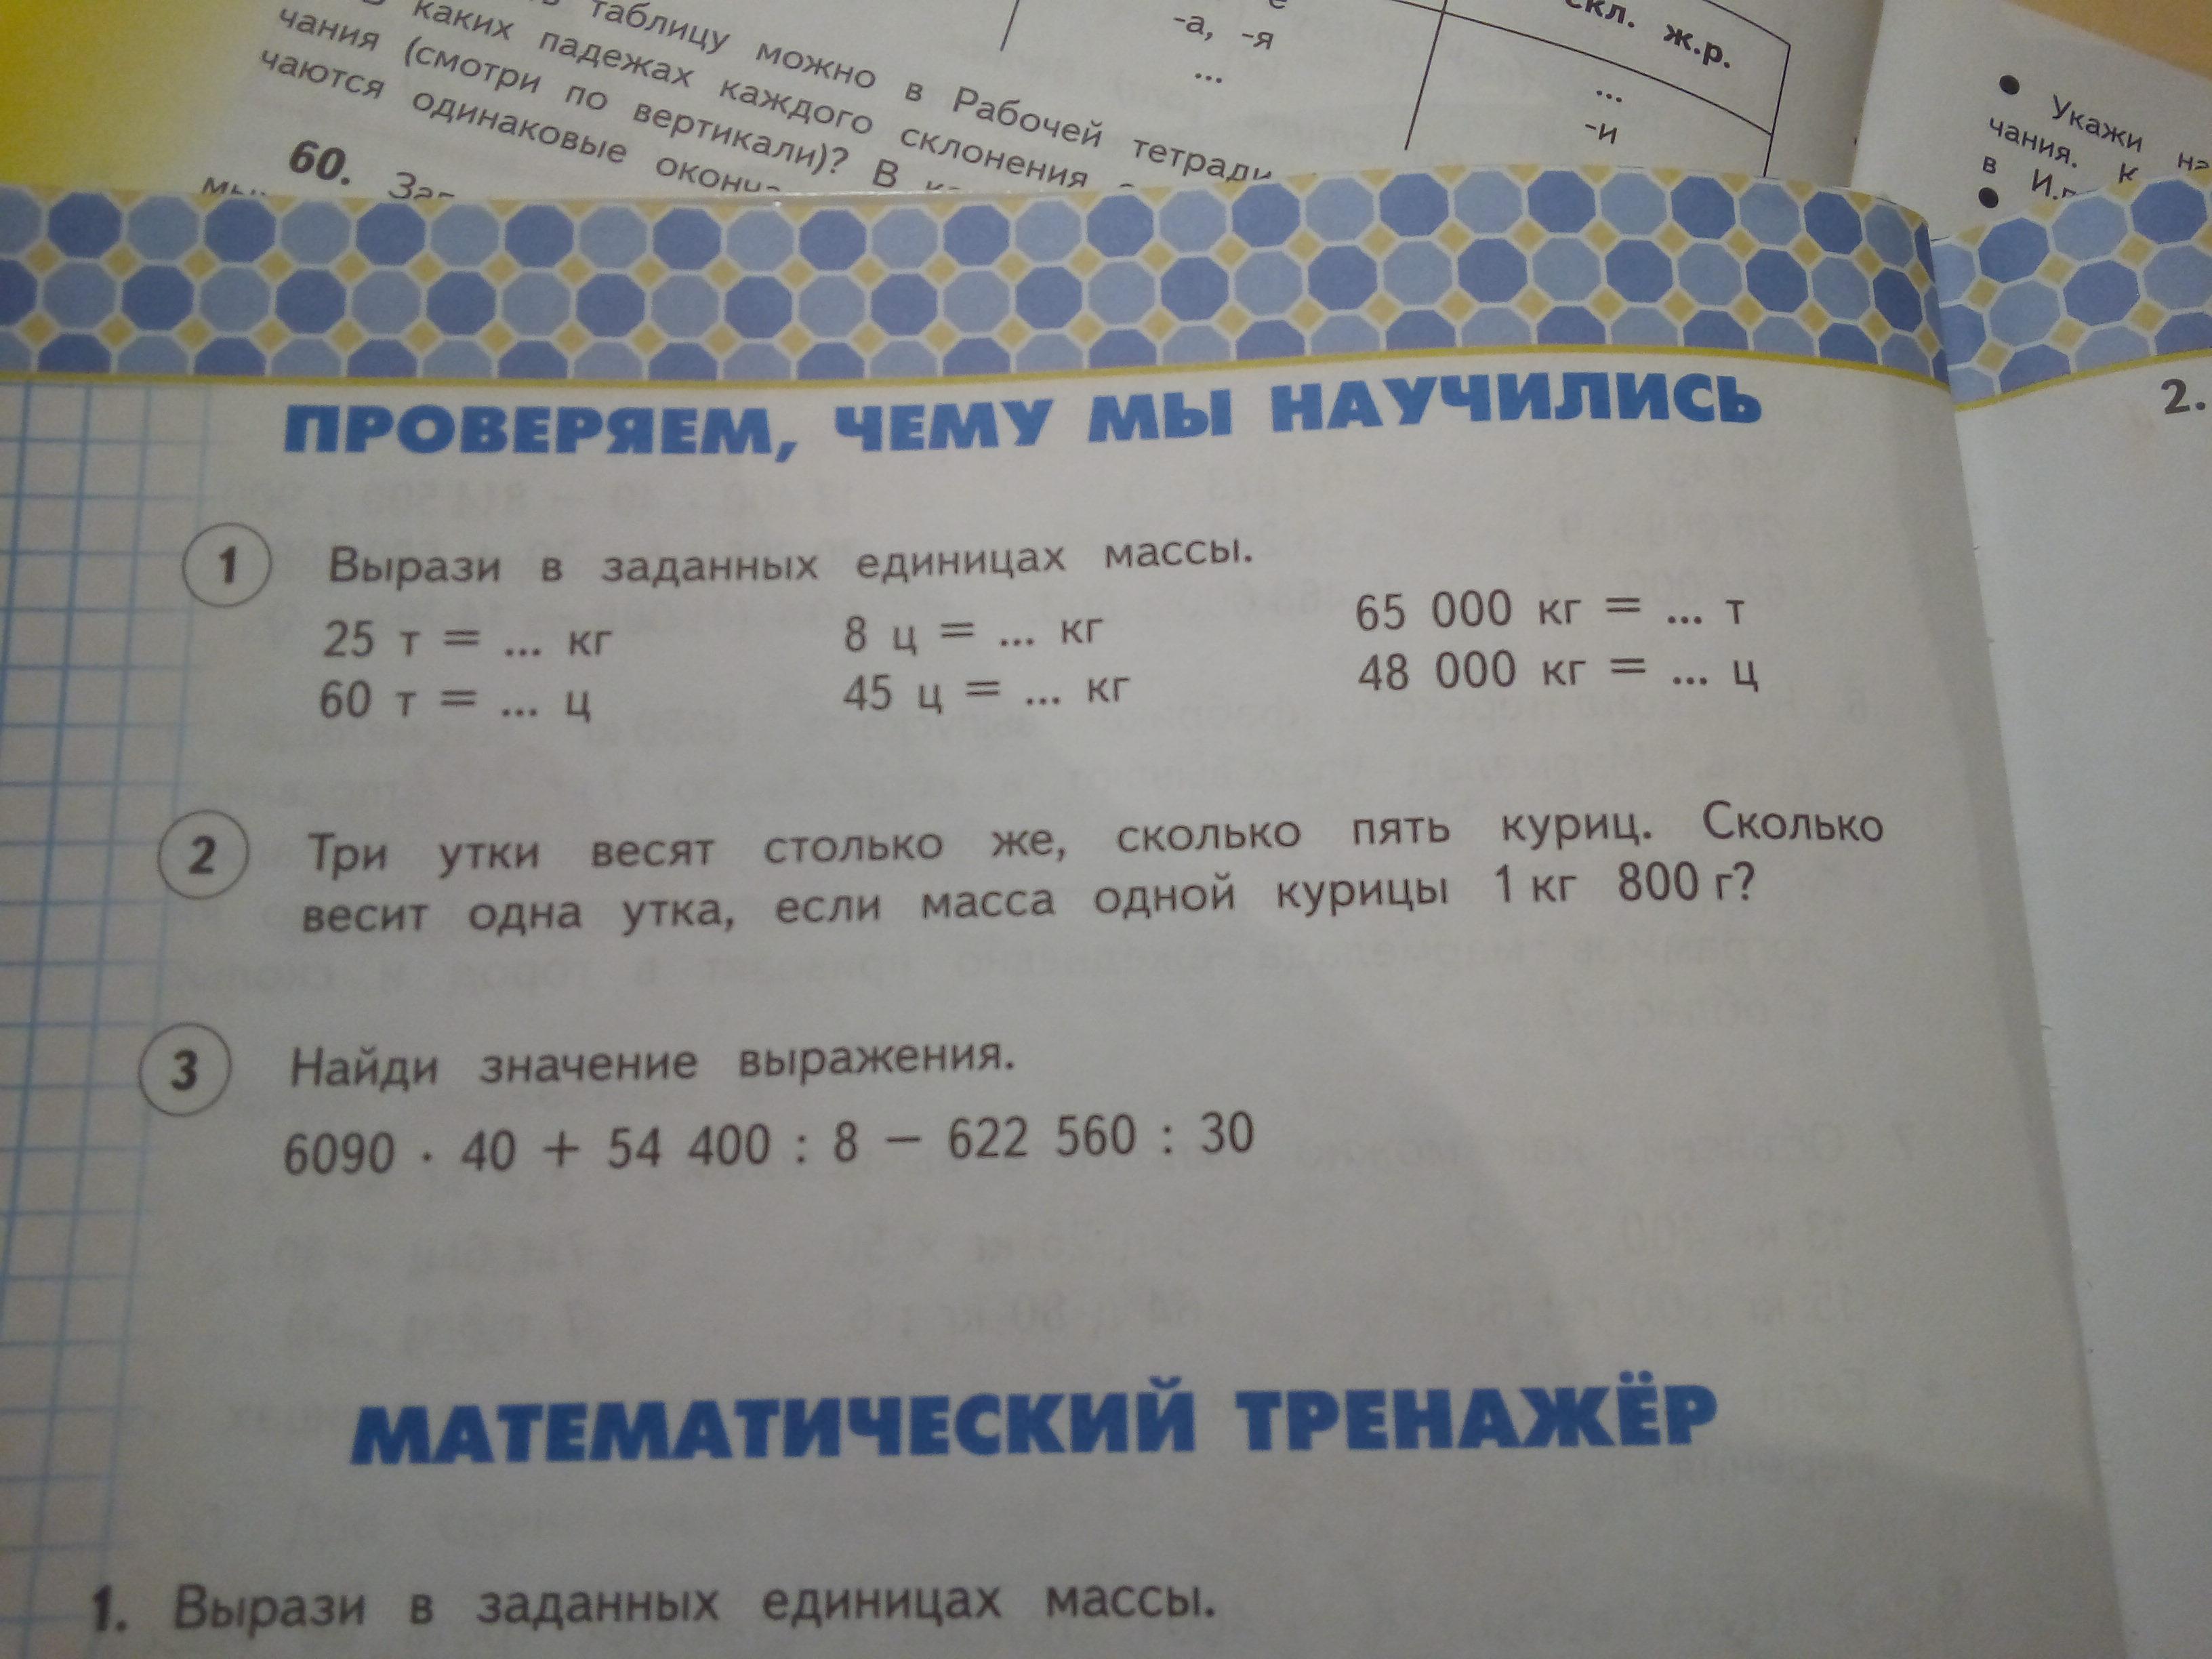 таблицу можно в Рабочей тетради
каких падежах каждого склонения
чания (смотри по вертикали)? В
чаются одинаковые
60.
-а, -я
...
скл. ж.р.
...
-и
● Укажи
чания. К
в И.п
●
2.
ПРОВЕРЯЕМ, ЧЕМУ МЫ НАУЧИЛИСЬ
1 Вырази в заданных единицах массы.
25 т = ... кг 8 ц = ... кг 65 000 кг = ... т
60 т = ... ц 45 ц = ... кг 48 000 кг = ... ц
2 Три утки весят столько же, сколько пять куриц. Сколько
весит одна утка, если масса одной курицы 1 кг 800 г?
3 Найди значение выражения.
6090 · 40 + 54 400 : 8 − 622 560 : 30
МАТЕМАТИЧЕСКИЙ ТРЕНАЖЁР
1. Вырази в заданных единицах массы.